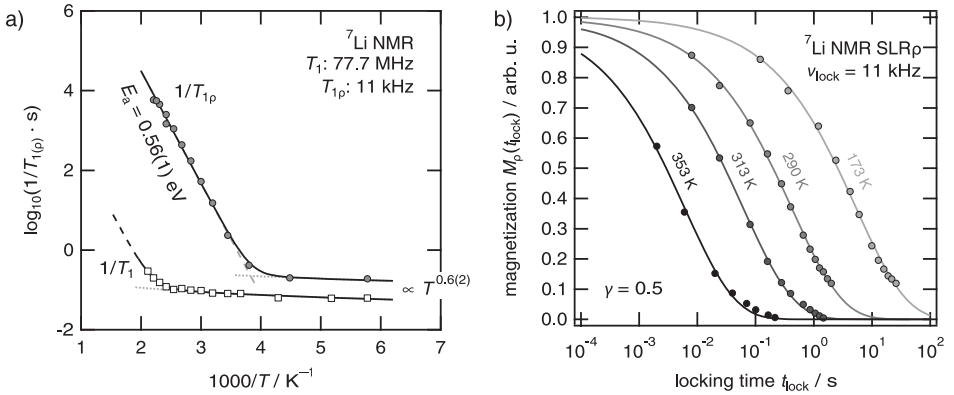 a)
⁷Li NMR
T₁: 77.7 MHz
T₁ρ: 11 kHz
1/T₁ρ
Eₐ = 0.56(1) eV
1/T₁
∝ T^0.6(2)
log₁₀(1/T₁(ρ) · s)
6
4
2
0
-2
1
2
3
4
5
6
7
1000/T / K⁻¹
b)
⁷Li NMR SLRρ
ν_lock = 11 kHz
353 K
313 K
290 K
173 K
γ = 0.5
magnetization Mρ(t_lock) / arb. u.
1.0
0.9
0.8
0.7
0.6
0.5
0.4
0.3
0.2
0.1
0.0
10⁻⁴
10⁻³
10⁻²
10⁻¹
10⁰
10¹
10²
locking time t_lock / s